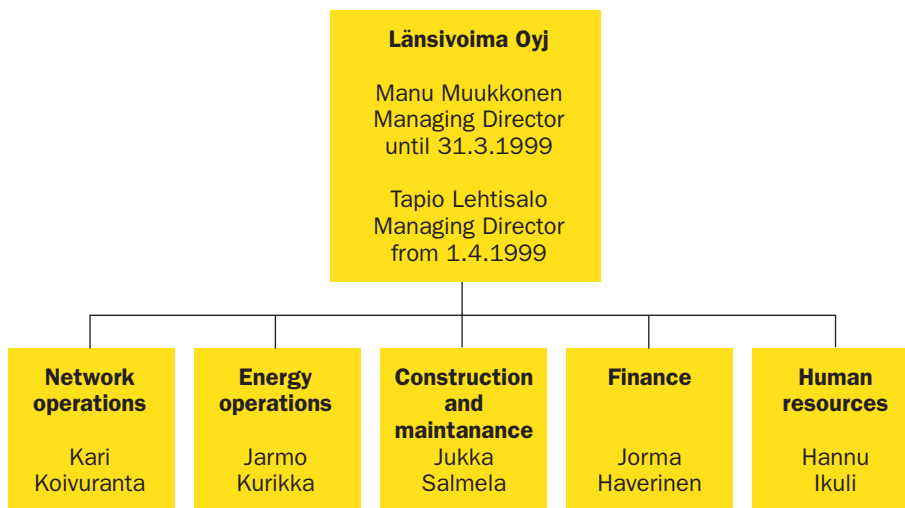 Länsivoima Oyj
Manu Muukkonen
Managing Director
until 31.3.1999
Tapio Lehtisalo
Managing Director
from 1.4.1999
Network
operations
Kari
Koivuranta
Energy
operations
Jarmo
Kurikka
Construction
and
maintanance
Jukka
Salmela
Finance
Jorma
Haverinen
Human
resources
Hannu
Ikuli